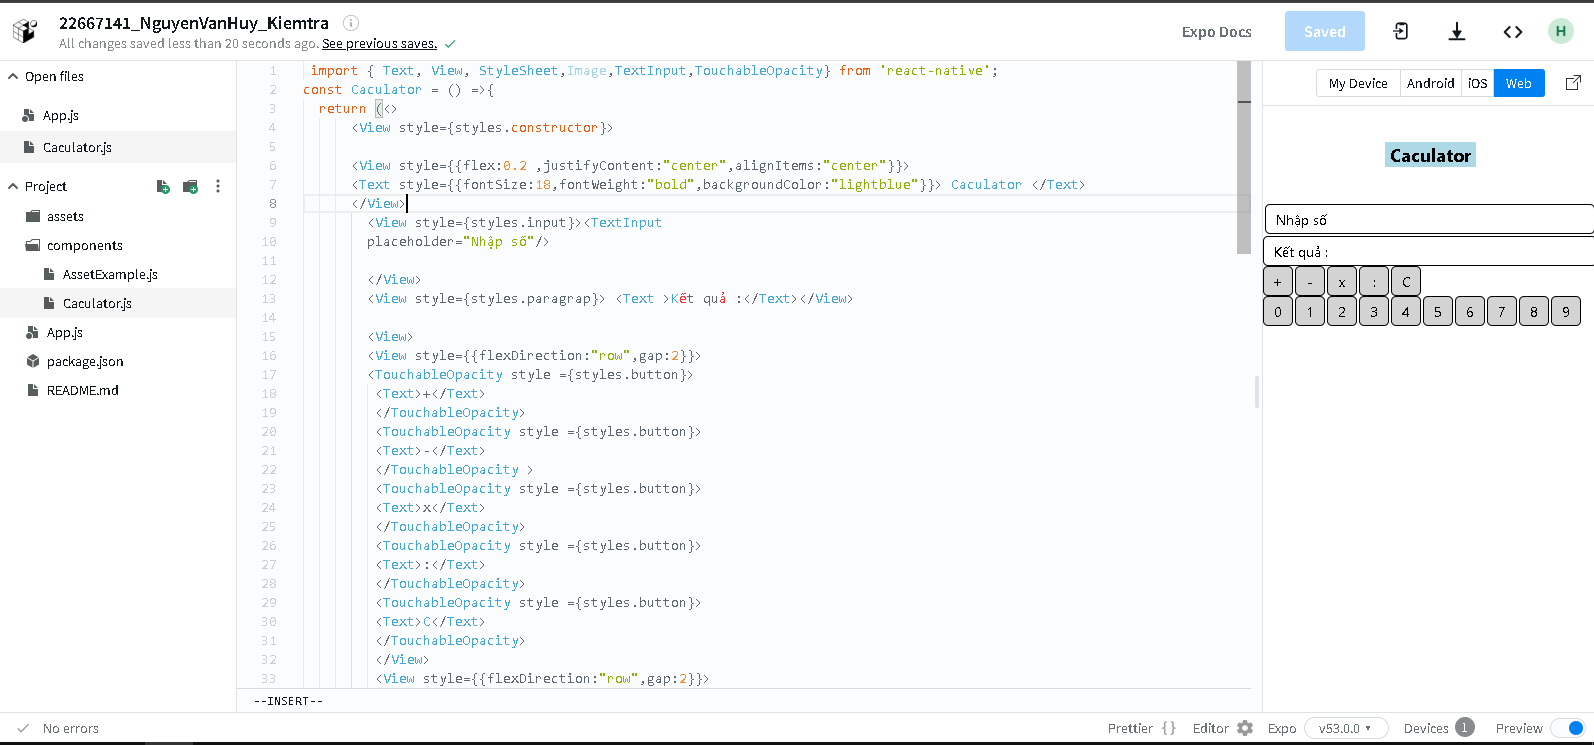 22667141_NguyenVanHuy_Kiemtra
All changes saved less than 20 seconds ago. See previous saves.
Expo Docs
Saved
H
Open files
App.js
Caculator.js
Project
assets
components
AssetExample.js
Caculator.js
App.js
package.json
README.md
1 import { Text, View, StyleSheet,Image,TextInput,TouchableOpacity} from 'react-native';
2 const Caculator = () =>{
3 return (<>
4 <View style={styles.constructor}>
5
6 <View style={{flex:0.2 ,justifyContent:"center",alignItems:"center"}}>
7 <Text style={{fontSize:18,fontWeight:"bold",backgroundColor:"lightblue"}}> Caculator </Text>
8 </View>
9 <View style={styles.input}><TextInput
10 placeholder="Nhập số"/>
11
12 </View>
13 <View style={styles.paragrap}> <Text >Kết quả :</Text></View>
14
15 <View>
16 <View style={{flexDirection:"row",gap:2}}>
17 <TouchableOpacity style ={styles.button}>
18 <Text>+</Text>
19 </TouchableOpacity>
20 <TouchableOpacity style ={styles.button}>
21 <Text>-</Text>
22 </TouchableOpacity >
23 <TouchableOpacity style ={styles.button}>
24 <Text>x</Text>
25 </TouchableOpacity>
26 <TouchableOpacity style ={styles.button}>
27 <Text>:</Text>
28 </TouchableOpacity>
29 <TouchableOpacity style ={styles.button}>
30 <Text>C</Text>
31 </TouchableOpacity>
32 </View>
33 <View style={{flexDirection:"row",gap:2}}>
--INSERT--
My Device Android iOS Web
Caculator
Nhập số
Kết quả :
+ - x : C
0 1 2 3 4 5 6 7 8 9
No errors
Prettier { } Editor Expo v53.0.0 Devices 1 Preview